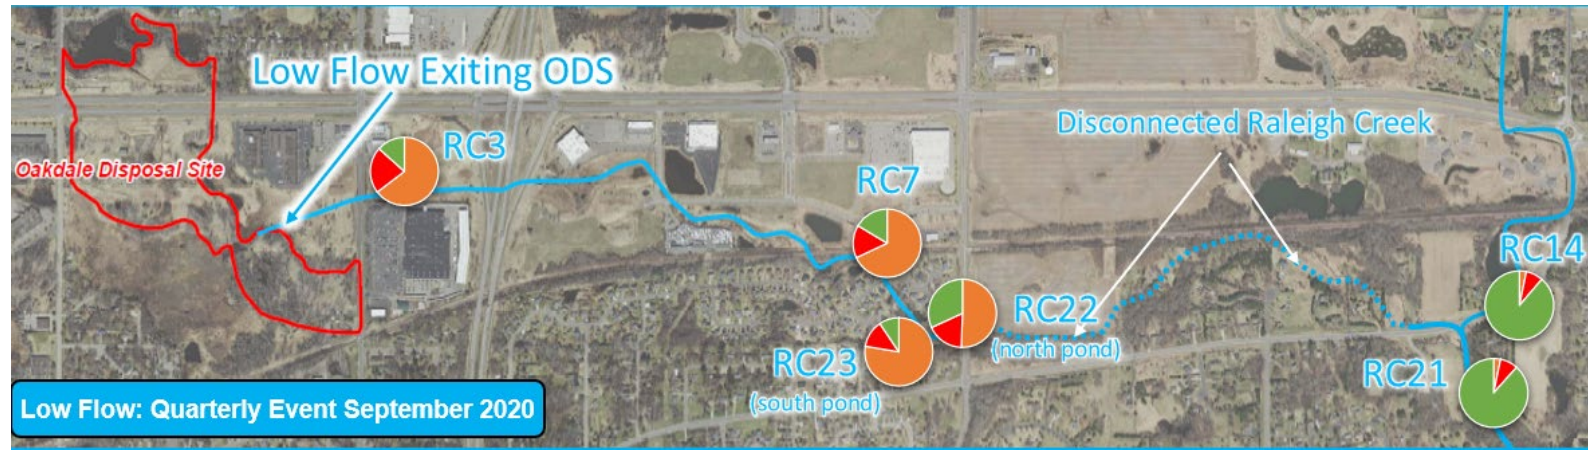 Low Flow Exiting ODS
RC3
Oakdale Disposal Site
Disconnected Raleigh Creek
RC7
RC14
RC22
(north pond)
RC23
(south pond)
RC21
Low Flow: Quarterly Event September 2020